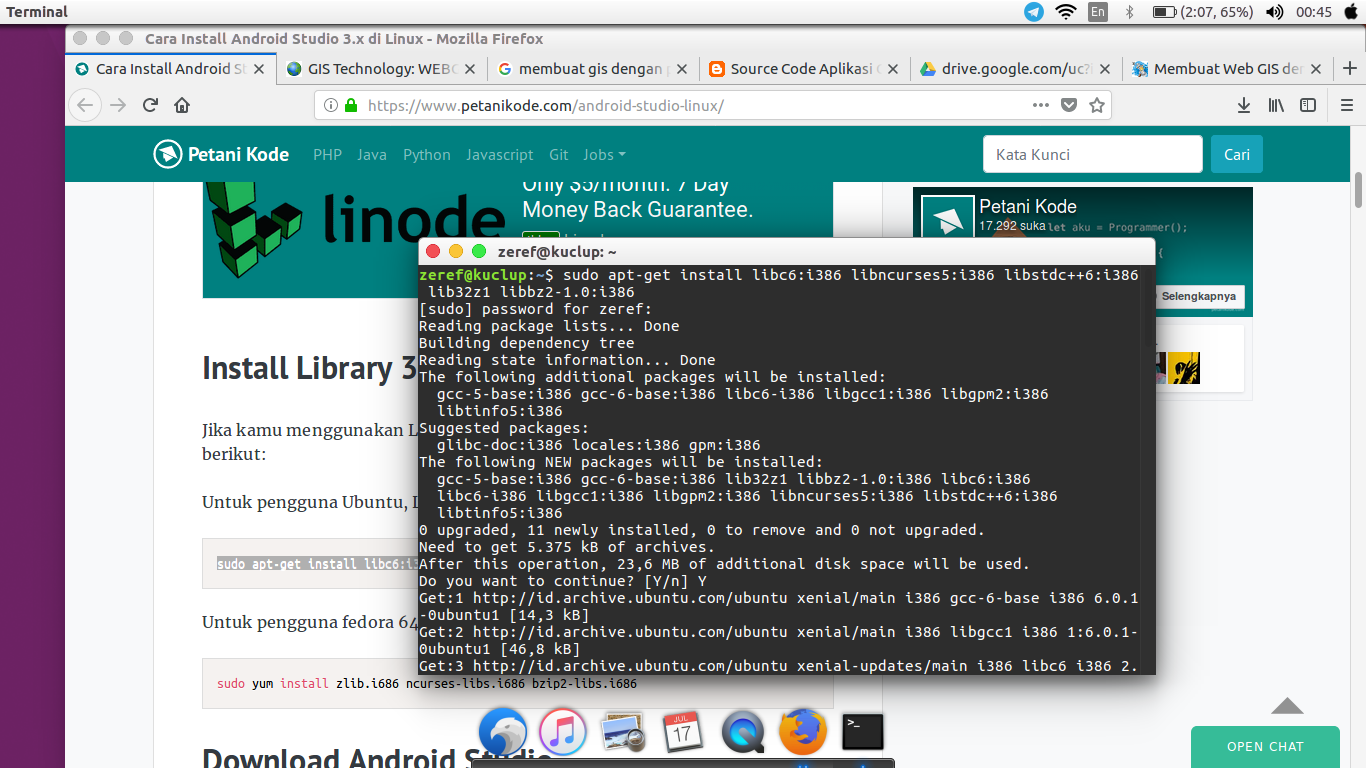 Terminal
En
(2:07, 65%)
00:45
Cara Install Android Studio 3.x di Linux - Mozilla Firefox
Cara Install Android St
GIS Technology: WEBG
membuat gis dengan
Source Code Aplikasi
drive.google.com/uc?
Membuat Web GIS de
https://www.petanikode.com/android-studio-linux/
Petani Kode
PHP
Java
Python
Javascript
Git
Jobs
Kata Kunci
Cari
Only $5/month. 7 Day
Money Back Guarantee.
linode
Petani Kode
17.292 suka
let aku = Programmer();
{
Selengkapnya
Install Library 3
Jika kamu menggunakan L
berikut:
Untuk pengguna Ubuntu,
sudo apt-get install libc6:i3
Untuk pengguna fedora 64
sudo yum install zlib.i686 ncurses-libs.i686 bzip2-libs.i686
Download Android Studio
zeref@kuclup: ~
zeref@kuclup:~$ sudo apt-get install libc6:i386 libncurses5:i386 libstdc++6:i386
lib32z1 libbz2-1.0:i386
[sudo] password for zeref:
Reading package lists... Done
Building dependency tree
Reading state information... Done
The following additional packages will be installed:
gcc-5-base:i386 gcc-6-base:i386 libc6-i386 libgcc1:i386 libgpm2:i386
libtinfo5:i386
Suggested packages:
glibc-doc:i386 locales:i386 gpm:i386
The following NEW packages will be installed:
gcc-5-base:i386 gcc-6-base:i386 lib32z1 libbz2-1.0:i386 libc6:i386
libc6-i386 libgcc1:i386 libgpm2:i386 libncurses5:i386 libstdc++6:i386
libtinfo5:i386
0 upgraded, 11 newly installed, 0 to remove and 0 not upgraded.
Need to get 5.375 kB of archives.
After this operation, 23,6 MB of additional disk space will be used.
Do you want to continue? [Y/n] Y
Get:1 http://id.archive.ubuntu.com/ubuntu xenial/main i386 gcc-6-base i386 6.0.1
-0ubuntu1 [14,3 kB]
Get:2 http://id.archive.ubuntu.com/ubuntu xenial/main i386 libgcc1 i386 1:6.0.1-
0ubuntu1 [46,8 kB]
Get:3 http://id.archive.ubuntu.com/ubuntu xenial-updates/main i386 libc6 i386 2.
JUL
17
>_
OPEN CHAT